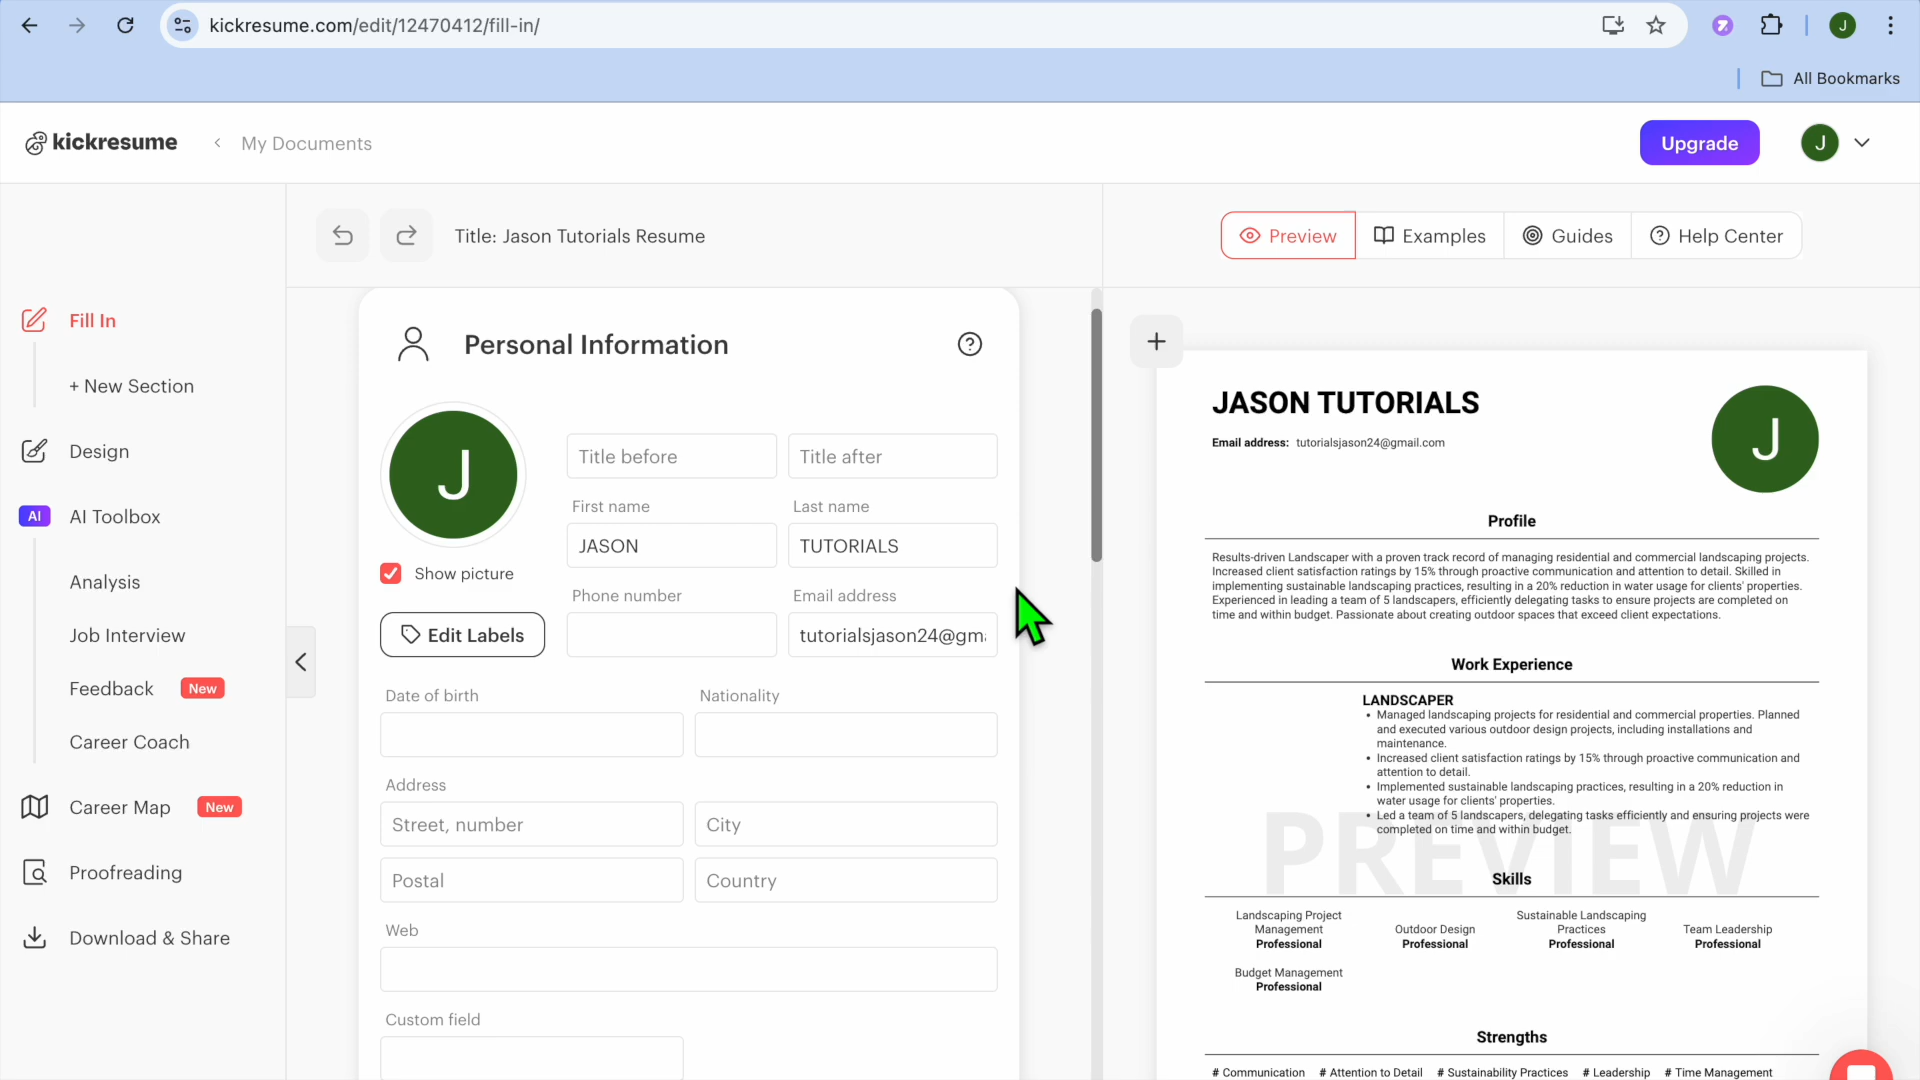 kickresume.com/edit/12470412/fill-in/
J
All Bookmarks
kickresume
My Documents
Upgrade
J
Title: Jason Tutorials Resume
Preview
Examples
Guides
Help Center
Fill In
+ New Section
Design
AI
AI Toolbox
Analysis
Job Interview
Feedback
New
Career Coach
Career Map
New
Proofreading
Download & Share
Personal Information
J
Show picture
Edit Labels
Title before
Title after
First name
Last name
JASON
TUTORIALS
Phone number
Email address
tutorialsjason24@gm
Date of birth
Nationality
Address
Street, number
City
Postal
Country
Web
Custom field
JASON TUTORIALS
Email address: tutorialsjason24@gmail.com
J
Profile
Results-driven Landscaper with a proven track record of managing residential and commercial landscaping projects.
Increased client satisfaction ratings by 15% through proactive communication and attention to detail. Skilled in
implementing sustainable landscaping practices, resulting in a 20% reduction in water usage for clients' properties.
Experienced in leading a team of 5 landscapers, efficiently delegating tasks to ensure projects are completed on
time and within budget. Passionate about creating outdoor spaces that exceed client expectations.
Work Experience
LANDSCAPER
• Managed landscaping projects for residential and commercial properties. Planned
and executed various outdoor design projects, including installations and
maintenance.
• Increased client satisfaction ratings by 15% through proactive communication and
attention to detail.
• Implemented sustainable landscaping practices, resulting in a 20% reduction in
water usage for clients' properties.
• Led a team of 5 landscapers, delegating tasks efficiently and ensuring projects were
completed on time and within budget.
PREVIEW
Skills
Landscaping Project
Management
Professional
Outdoor Design
Professional
Sustainable Landscaping
Practices
Professional
Team Leadership
Professional
Budget Management
Professional
Strengths
# Communication # Attention to Detail # Sustainability Practices # Leadership # Time Management